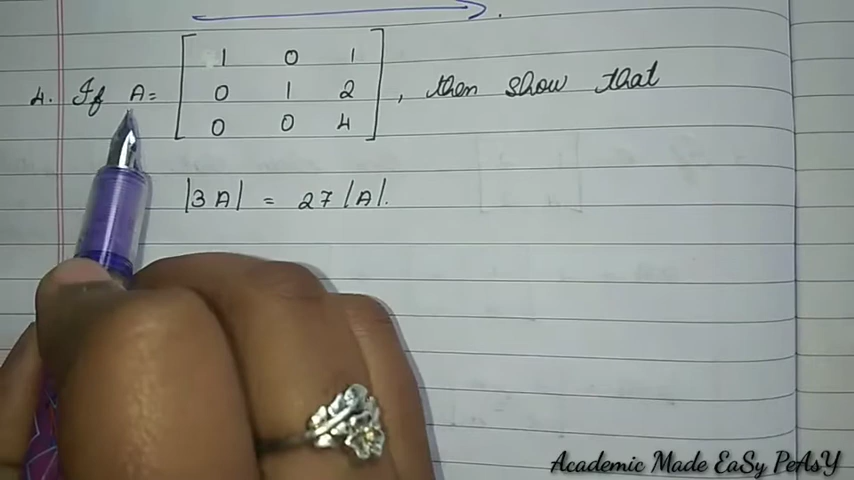 4. If A = [ 1 0 1
0 1 2
0 0 4 ] , then show that
|3A| = 27 |A|.
Academic Made EaSy PeAsY